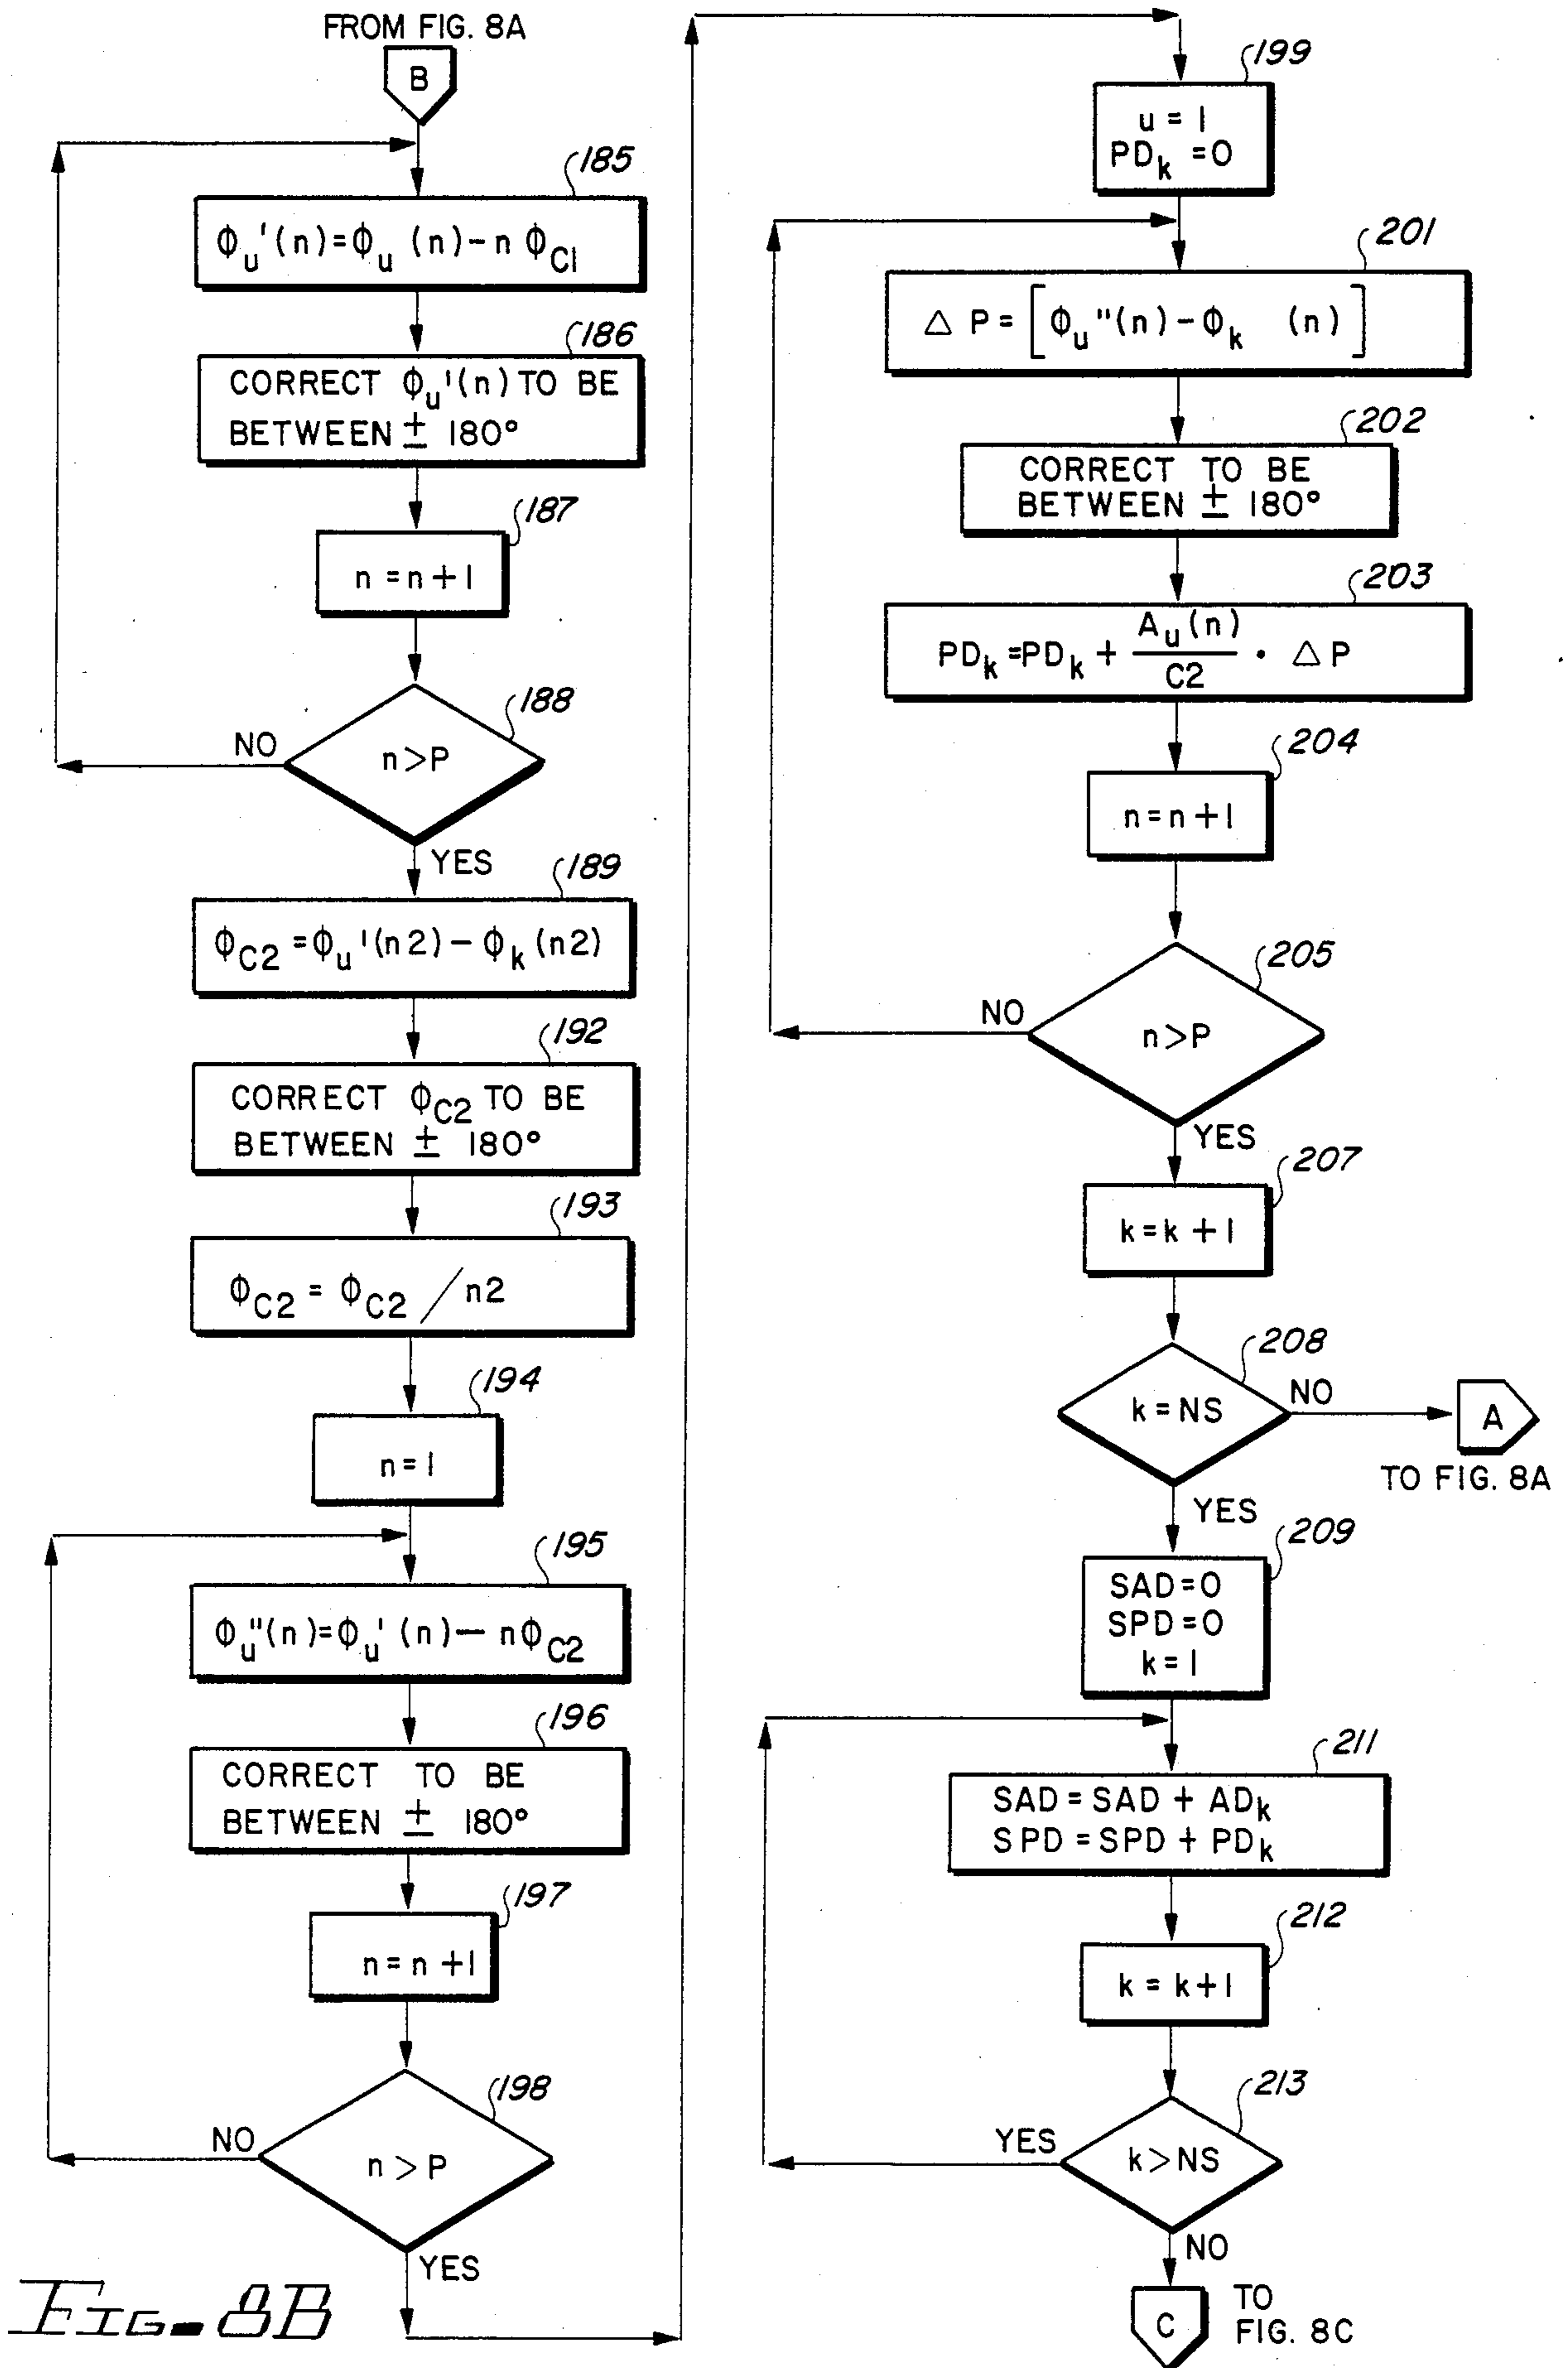 FROM FIG. 8A
B
185
ϕu'(n)=ϕu (n)-n ϕC1
186
CORRECT ϕu'(n) TO BE
BETWEEN ± 180°
187
n = n+1
188
n>P
NO
YES
189
ϕC2 = ϕu'(n2) - ϕk (n2)
192
CORRECT ϕC2 TO BE
BETWEEN ± 180°
193
ϕC2 = ϕC2 / n2
194
n=1
195
ϕu"(n)=ϕu'(n)- nϕC2
196
CORRECT TO BE
BETWEEN ± 180°
197
n = n +1
198
NO
n > P
YES
199
u = 1
PDk =0
201
△ P = [ϕu"(n)-ϕk (n)]
202
CORRECT TO BE
BETWEEN ± 180°
203
PDk =PDk + Au(n)/C2 • △ P
204
n=n+1
205
NO
n>P
YES
207
k = k + 1
208
k = NS
NO
A
TO FIG. 8A
YES
209
SAD=0
SPD=0
k=1
211
SAD = SAD + ADk
SPD = SPD + PDk
212
k = k+1
213
YES
k>NS
NO
C
TO
FIG. 8C
FIG-8B